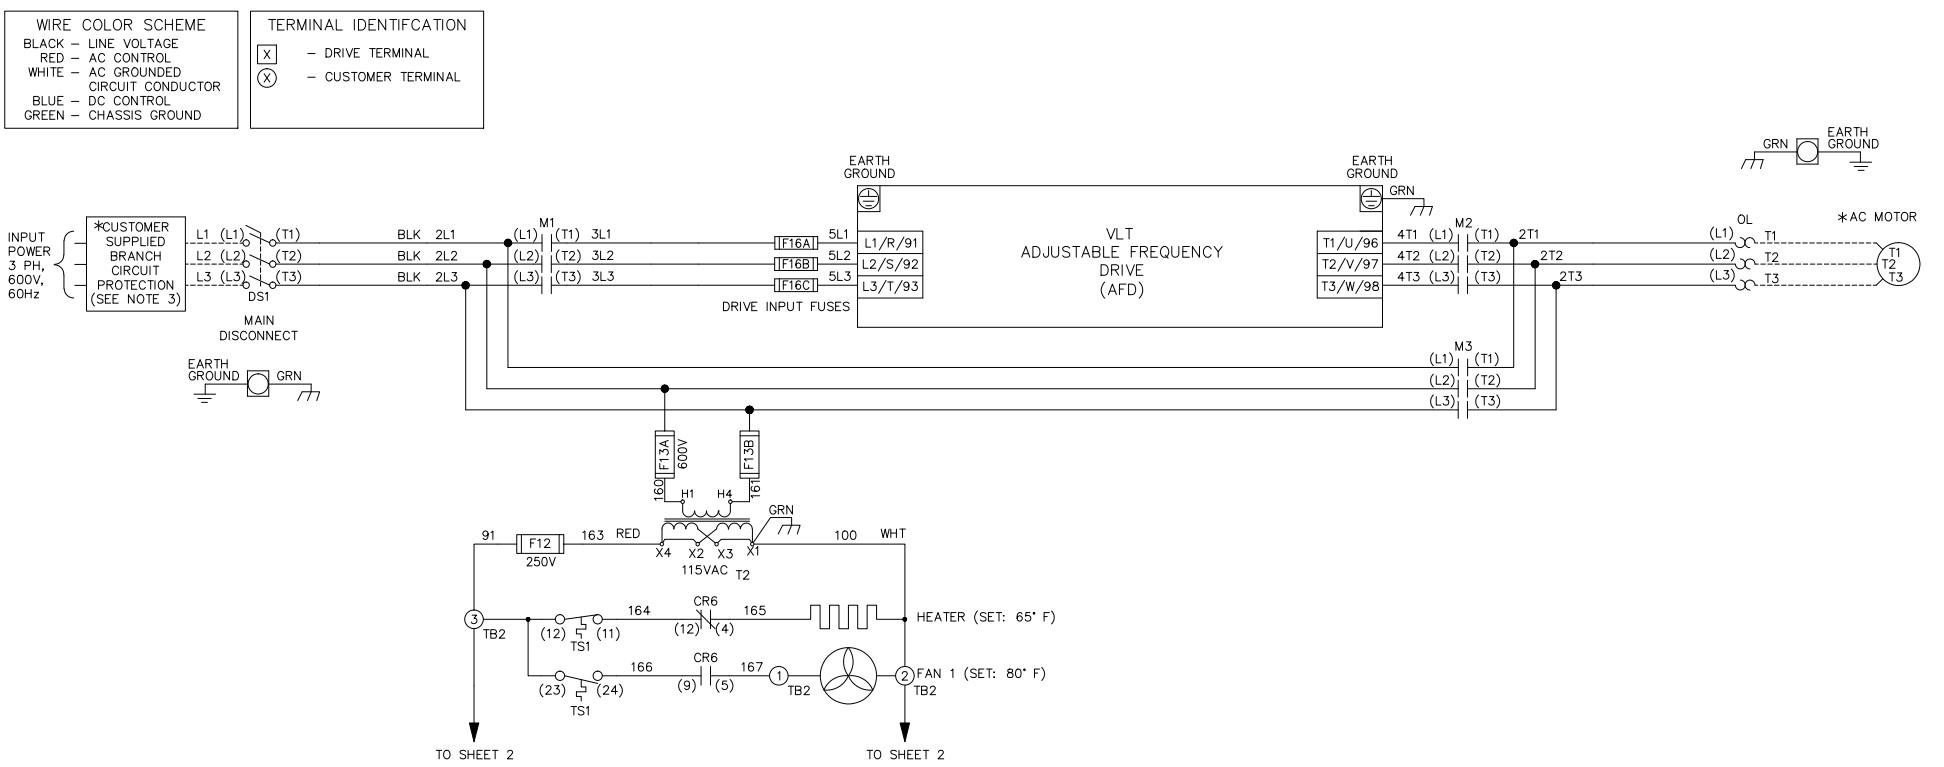 WIRE COLOR SCHEME
BLACK – LINE VOLTAGE
RED – AC CONTROL
WHITE – AC GROUNDED
CIRCUIT CONDUCTOR
BLUE – DC CONTROL
GREEN – CHASSIS GROUND
TERMINAL IDENTIFCATION
X – DRIVE TERMINAL
X – CUSTOMER TERMINAL
INPUT
POWER
3 PH,
600V,
60Hz
*CUSTOMER
SUPPLIED
BRANCH
CIRCUIT
PROTECTION
(SEE NOTE 3)
L1 (L1) (T1) BLK 2L1 (L1) M1 (T1) 3L1 F16A 5L1 L1/R/91
L2 (L2) (T2) BLK 2L2 (L2) (T2) 3L2 F16B 5L2 L2/S/92
L3 (L3) (T3) BLK 2L3 (L3) (T3) 3L3 F16C 5L3 L3/T/93
DS1
MAIN
DISCONNECT
DRIVE INPUT FUSES
EARTH
GROUND
GRN
EARTH
GROUND
VLT
ADJUSTABLE FREQUENCY
DRIVE
(AFD)
EARTH
GROUND
GRN
T1/U/96 4T1 (L1) M2 (T1) 2T1
T2/V/97 4T2 (L2) (T2) 2T2
T3/W/98 4T3 (L3) (T3) 2T3
GRN
EARTH
GROUND
OL
(L1) T1
(L2) T2
(L3) T3
*AC MOTOR
T1
T2
T3
M3
(L1) (T1)
(L2) (T2)
(L3) (T3)
F13A
600V
F13B
160
161
H1 H4
GRN
91 F12 163 RED
250V
X4 X2 X3 X1
100 WHT
115VAC T2
3
TB2
(12) (11)
TS1
164
CR6
(12) (4)
165
HEATER (SET: 65° F)
(23) (24)
TS1
166
CR6
(9) (5)
167
1
TB2
2
TB2
FAN 1 (SET: 80° F)
TO SHEET 2
TO SHEET 2